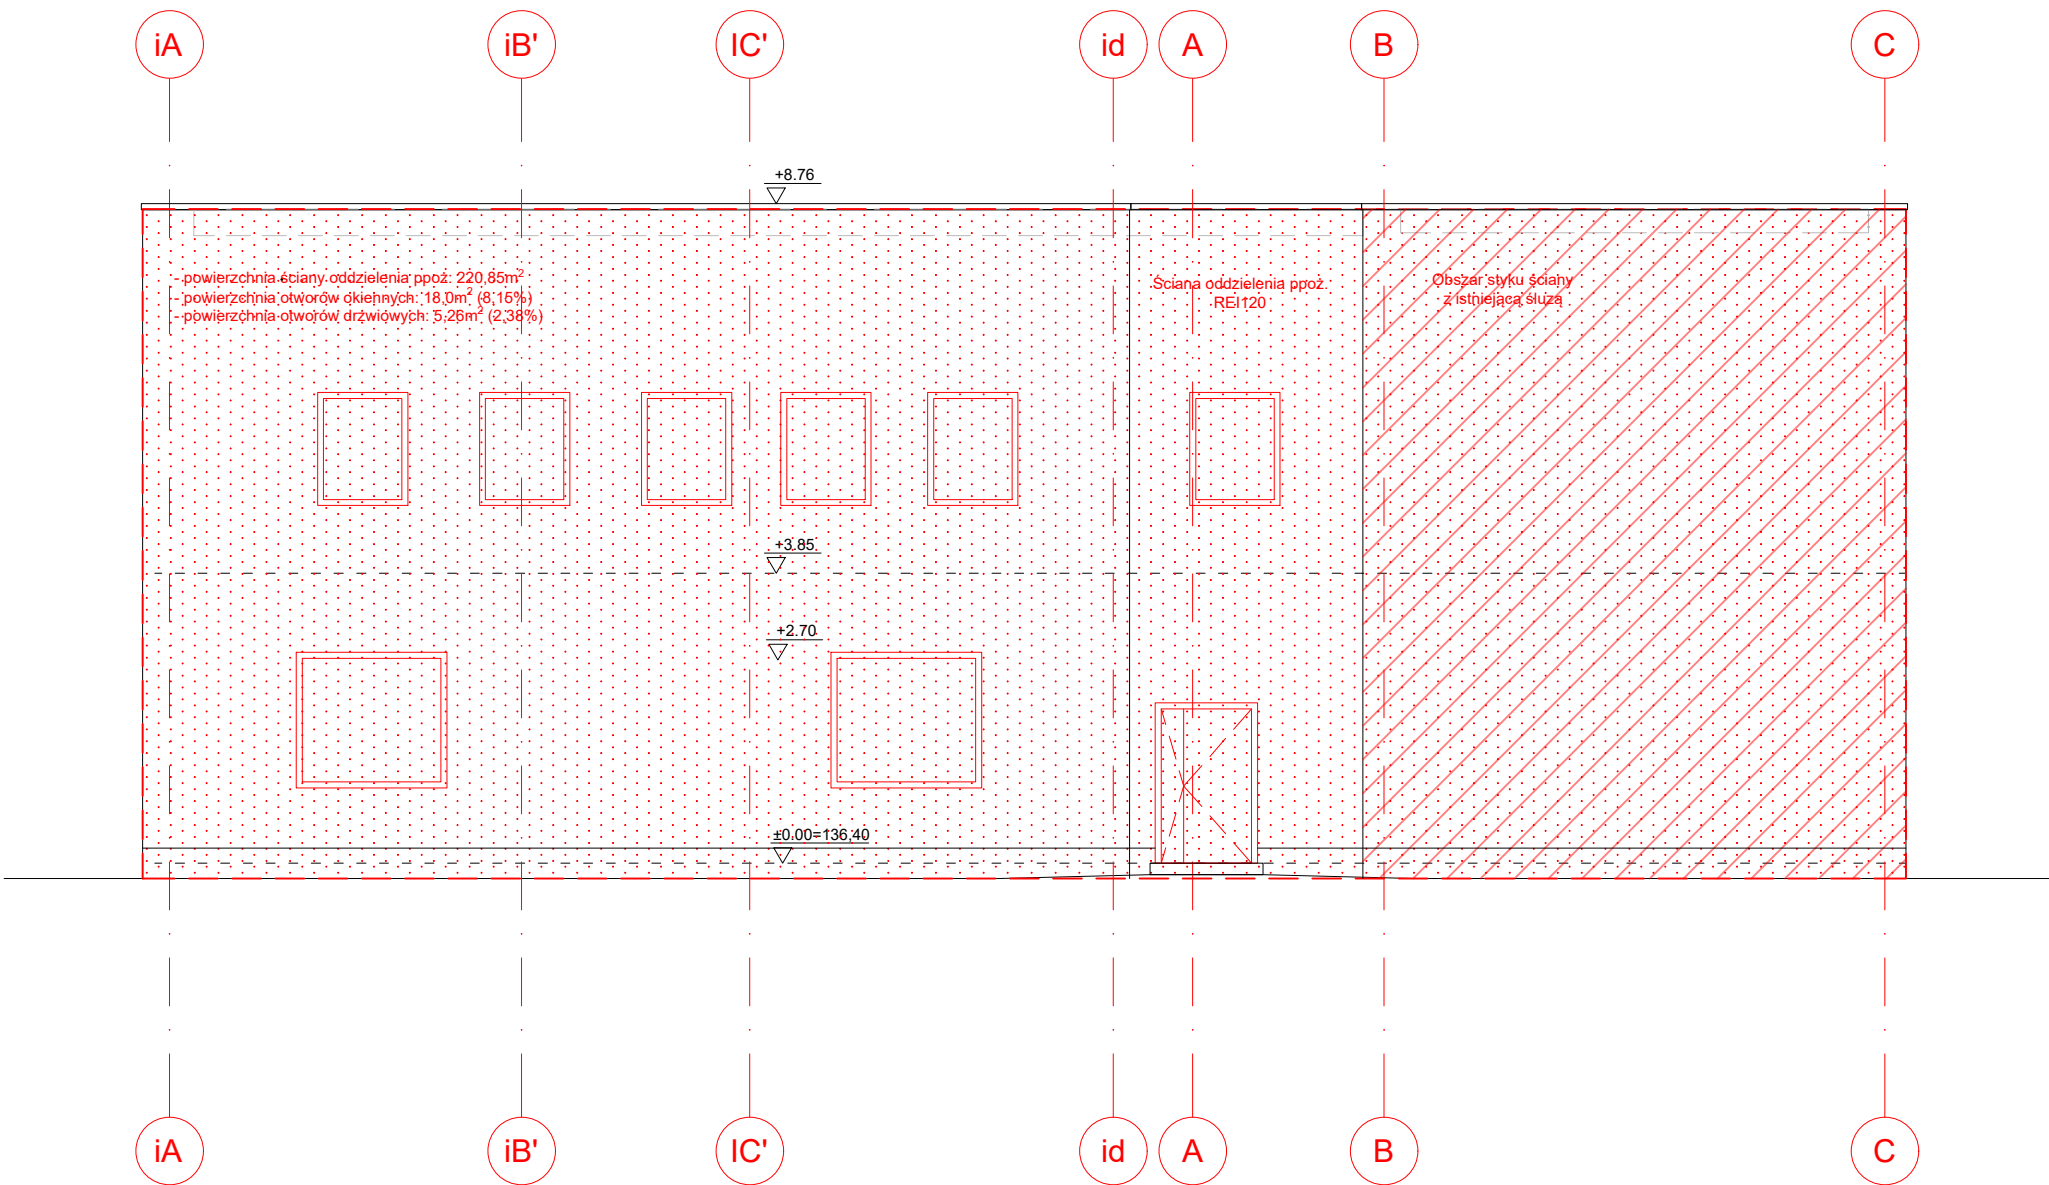 iA iB' IC' id A B C
+8.76
- powierzchnia ściany oddzielenia ppoż: 220,85m²
- powierzchnia otworów okiennych: 18.0m² (8,15%)
- powierzchnia otworów drzwiowych: 5.26m² (2,38%)
Ściana oddzielenia ppoż.
REI120
Obszar styku ściany
z istniejącą śluzą
+3.85
+2.70
±0.00=136,40
iA iB' IC' id A B C